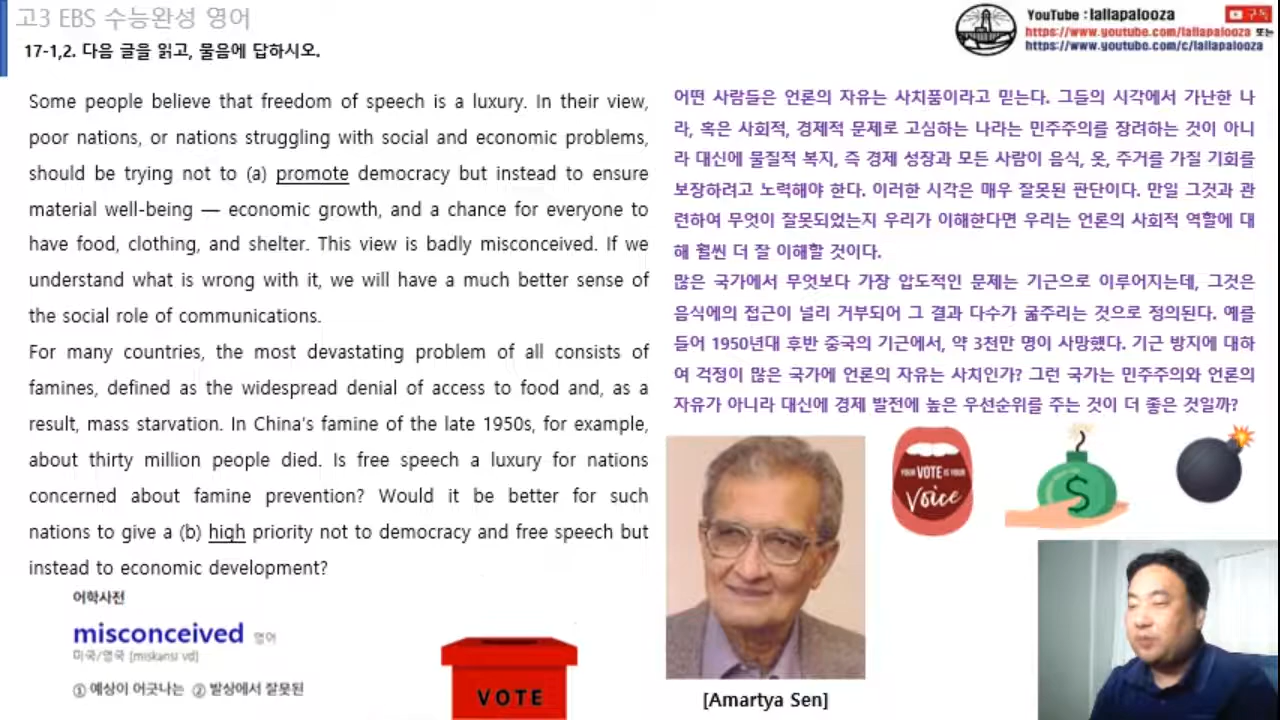 고3 EBS 수능완성 영어
17-1,2. 다음 글을 읽고, 물음에 답하시오.
YouTube : lallapalooza
구독
https://www.youtube.com/lallapalooza 또는
https://www.youtube.com/c/lallapalooza
Some people believe that freedom of speech is a luxury. In their view,
poor nations, or nations struggling with social and economic problems,
should be trying not to (a) promote democracy but instead to ensure
material well-being — economic growth, and a chance for everyone to
have food, clothing, and shelter. This view is badly misconceived. If we
understand what is wrong with it, we will have a much better sense of
the social role of communications.
For many countries, the most devastating problem of all consists of
famines, defined as the widespread denial of access to food and, as a
result, mass starvation. In China's famine of the late 1950s, for example,
about thirty million people died. Is free speech a luxury for nations
concerned about famine prevention? Would it be better for such
nations to give a (b) high priority not to democracy and free speech but
instead to economic development?
어학사전
misconceived 영어
미국/영국 [miskənsí vd]
① 예상이 어긋나는 ② 발상에서 잘못된
VOTE
어떤 사람들은 언론의 자유는 사치품이라고 믿는다. 그들의 시각에서 가난한 나
라, 혹은 사회적, 경제적 문제로 고심하는 나라는 민주주의를 장려하는 것이 아니
라 대신에 물질적 복지, 즉 경제 성장과 모든 사람이 음식, 옷, 주거를 가질 기회를
보장하려고 노력해야 한다. 이러한 시각은 매우 잘못된 판단이다. 만일 그것과 관
련하여 무엇이 잘못되었는지 우리가 이해한다면 우리는 언론의 사회적 역할에 대
해 훨씬 더 잘 이해할 것이다.
많은 국가에서 무엇보다 가장 압도적인 문제는 기근으로 이루어지는데, 그것은
음식에의 접근이 널리 거부되어 그 결과 다수가 굶주리는 것으로 정의된다. 예를
들어 1950년대 후반 중국의 기근에서, 약 3천만 명이 사망했다. 기근 방지에 대하
여 걱정이 많은 국가에 언론의 자유는 사치인가? 그런 국가는 민주주의와 언론의
자유가 아니라 대신에 경제 발전에 높은 우선순위를 주는 것이 더 좋은 것일까?
YOUR VOTE IS YOUR
Voice
$
[Amartya Sen]